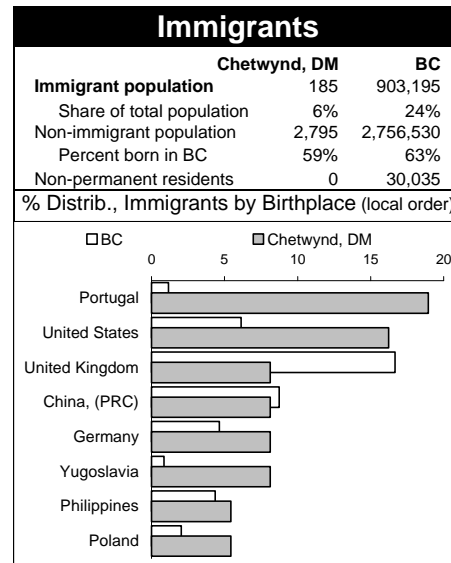 Immigrants
Chetwynd, DM BC
Immigrant population 185 903,195
Share of total population 6% 24%
Non-immigrant population 2,795 2,756,530
Percent born in BC 59% 63%
Non-permanent residents 0 30,035
% Distrib., Immigrants by Birthplace (local order)
BC Chetwynd, DM
0 5 10 15 20
Portugal
United States
United Kingdom
China, (PRC)
Germany
Yugoslavia
Philippines
Poland